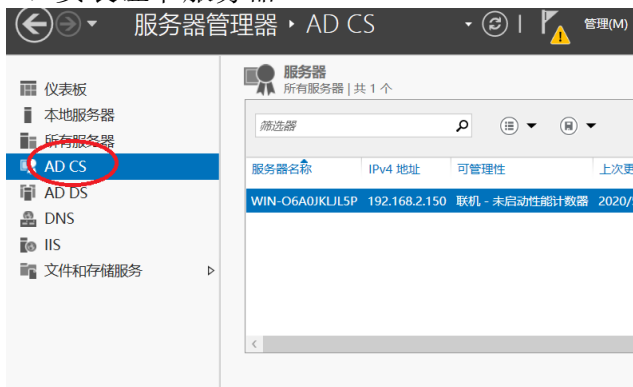 服务器管理器 ▸ AD CS
管理(M)
服务器
所有服务器 | 共 1 个
仪表板
本地服务器
所有服务器
AD CS
AD DS
DNS
IIS
文件和存储服务
筛选器
服务器名称 IPv4 地址 可管理性 上次更
WIN-O6A0JKLJL5P 192.168.2.150 联机 - 未启动性能计数器 2020/